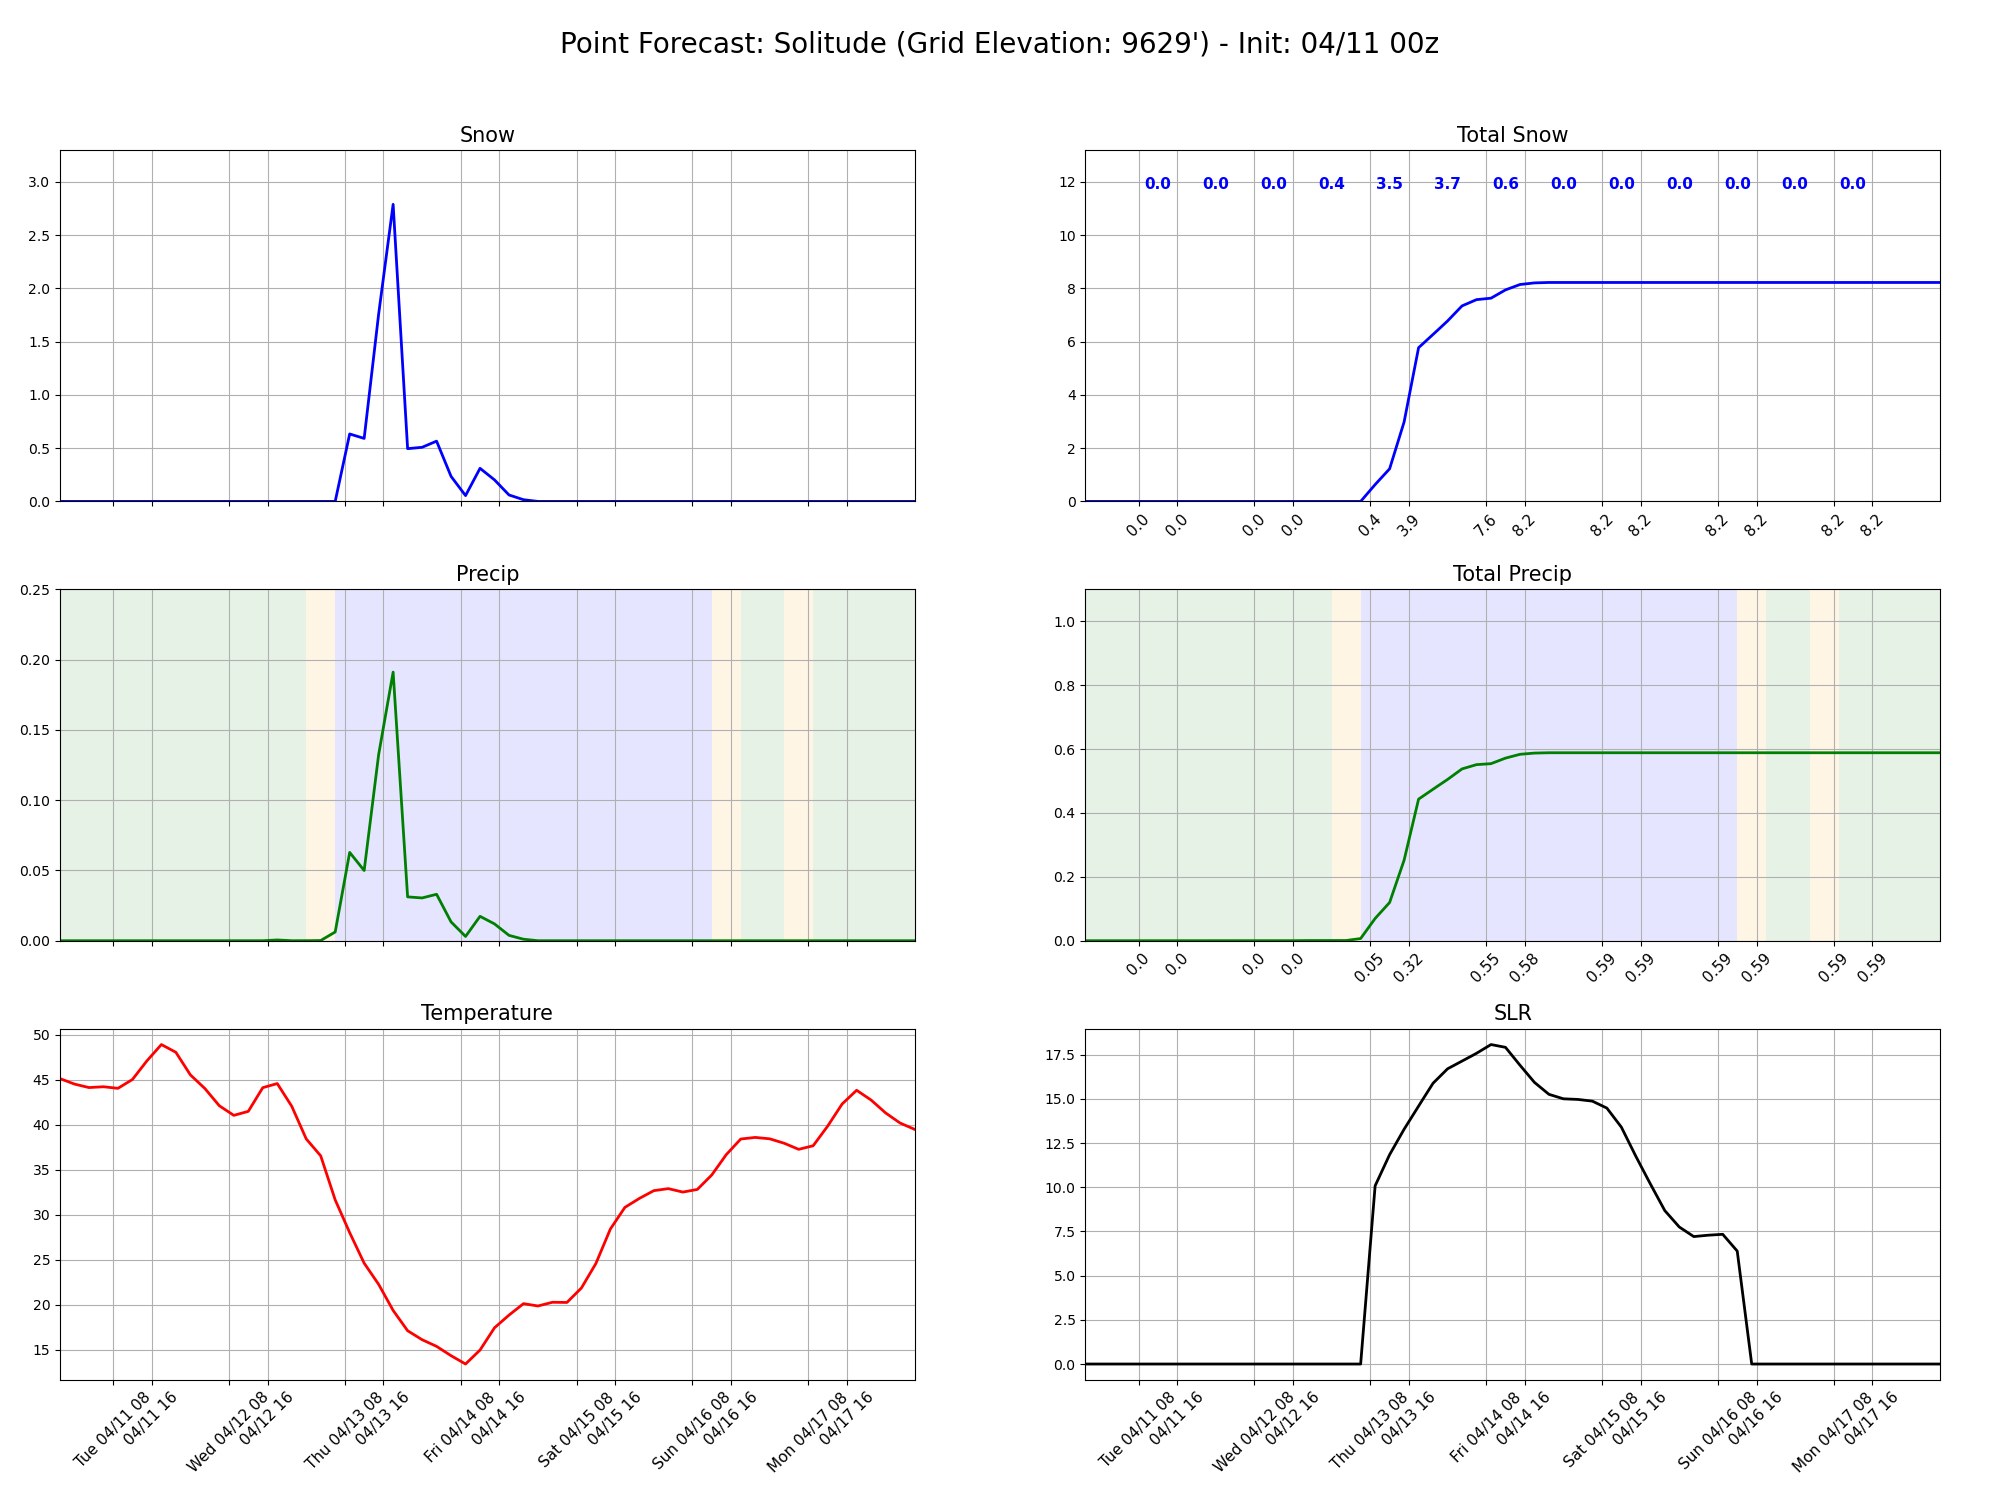 Point Forecast: Solitude (Grid Elevation: 9629') - Init: 04/11 00z
Snow
3.0
2.5
2.0
1.5
1.0
0.5
0.0
Total Snow
0.0 0.0 0.0 0.4 3.5 3.7 0.6 0.0 0.0 0.0 0.0 0.0 0.0
12
10
8
6
4
2
0
0.0 0.0 0.0 0.0 0.4 3.9 7.6 8.2 8.2 8.2 8.2 8.2 8.2 8.2
Precip
0.25
0.20
0.15
0.10
0.05
0.00
Total Precip
1.0
0.8
0.6
0.4
0.2
0.0
0.0 0.0 0.0 0.0 0.05 0.32 0.55 0.58 0.59 0.59 0.59 0.59 0.59 0.59
Temperature
50
45
40
35
30
25
20
15
Tue 04/11 08
04/11 16
Wed 04/12 08
04/12 16
Thu 04/13 08
04/13 16
Fri 04/14 08
04/14 16
Sat 04/15 08
04/15 16
Sun 04/16 08
04/16 16
Mon 04/17 08
04/17 16
SLR
17.5
15.0
12.5
10.0
7.5
5.0
2.5
0.0
Tue 04/11 08
04/11 16
Wed 04/12 08
04/12 16
Thu 04/13 08
04/13 16
Fri 04/14 08
04/14 16
Sat 04/15 08
04/15 16
Sun 04/16 08
04/16 16
Mon 04/17 08
04/17 16